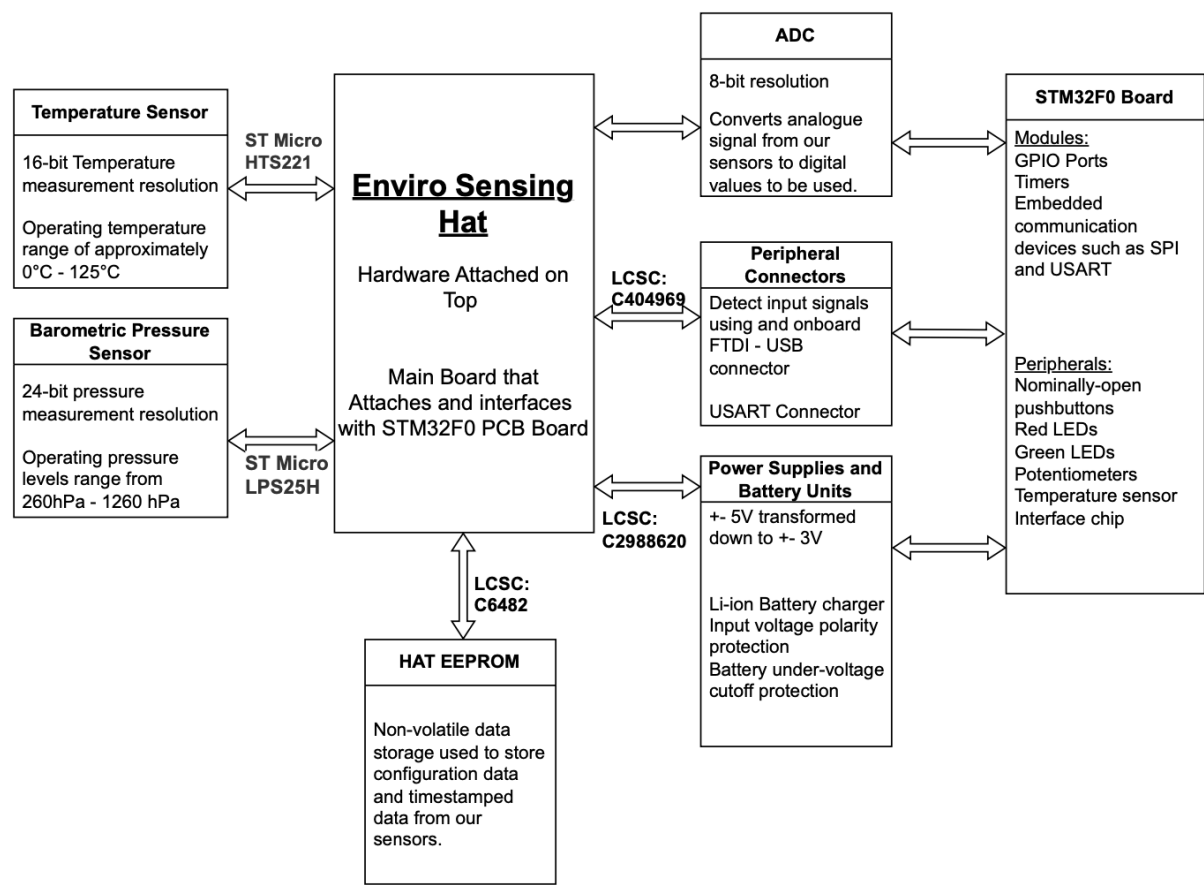 Temperature Sensor
16-bit Temperature
measurement resolution
Operating temperature
range of approximately
0°C - 125°C
ST Micro
HTS221
Barometric Pressure
Sensor
24-bit pressure
measurement resolution
Operating pressure
levels range from
260hPa - 1260 hPa
ST Micro
LPS25H
Enviro Sensing
Hat
Hardware Attached on
Top
Main Board that
Attaches and interfaces
with STM32F0 PCB Board
LCSC:
C6482
HAT EEPROM
Non-volatile data
storage used to store
configuration data
and timestamped
data from our
sensors.
ADC
8-bit resolution
Converts analogue
signal from our
sensors to digital
values to be used.
LCSC:
C404969
Peripheral
Connectors
Detect input signals
using and onboard
FTDI - USB
connector
USART Connector
LCSC:
C2988620
Power Supplies and
Battery Units
+- 5V transformed
down to +- 3V
Li-ion Battery charger
Input voltage polarity
protection
Battery under-voltage
cutoff protection
STM32F0 Board
Modules:
GPIO Ports
Timers
Embedded
communication
devices such as SPI
and USART
Peripherals:
Nominally-open
pushbuttons
Red LEDs
Green LEDs
Potentiometers
Temperature sensor
Interface chip